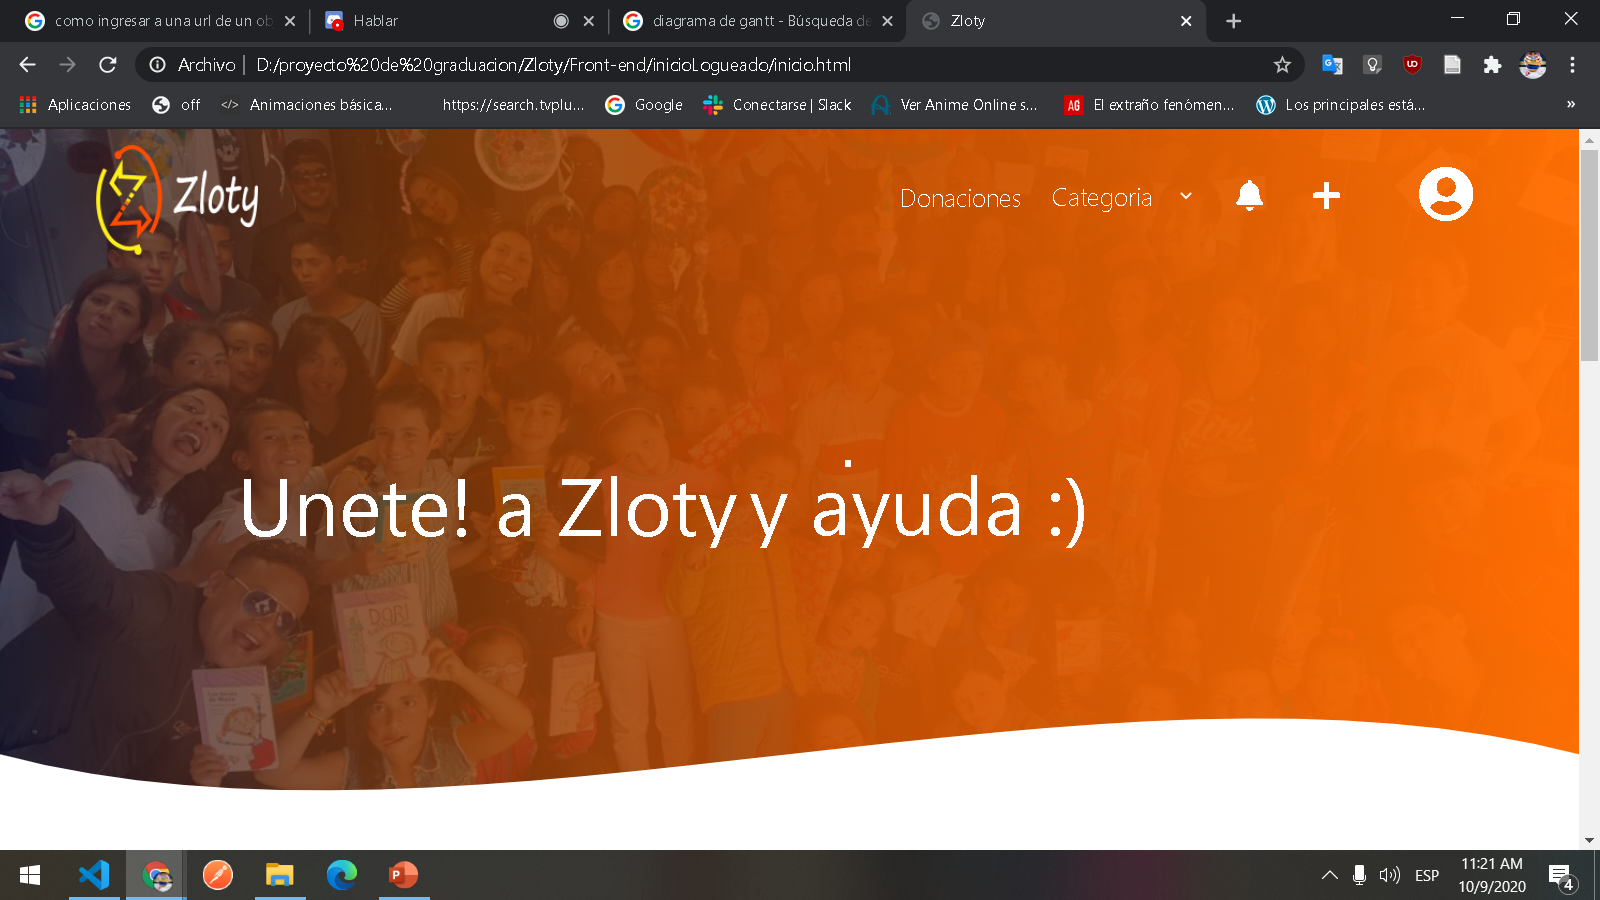 como ingresar a una url de un ob
Hablar
diagrama de gantt - Búsqueda de
Zloty
Archivo | D:/proyecto%20de%20graduacion/Zloty/Front-end/inicioLogueado/inicio.html
Aplicaciones
off
Animaciones básica...
https://search.tvplu...
Google
Conectarse | Slack
Ver Anime Online s...
El extraño fenómen...
Los principales está...
»
Zloty
Donaciones
Categoria
Unete! a Zloty y ayuda :)
ESP
11:21 AM
10/9/2020
4